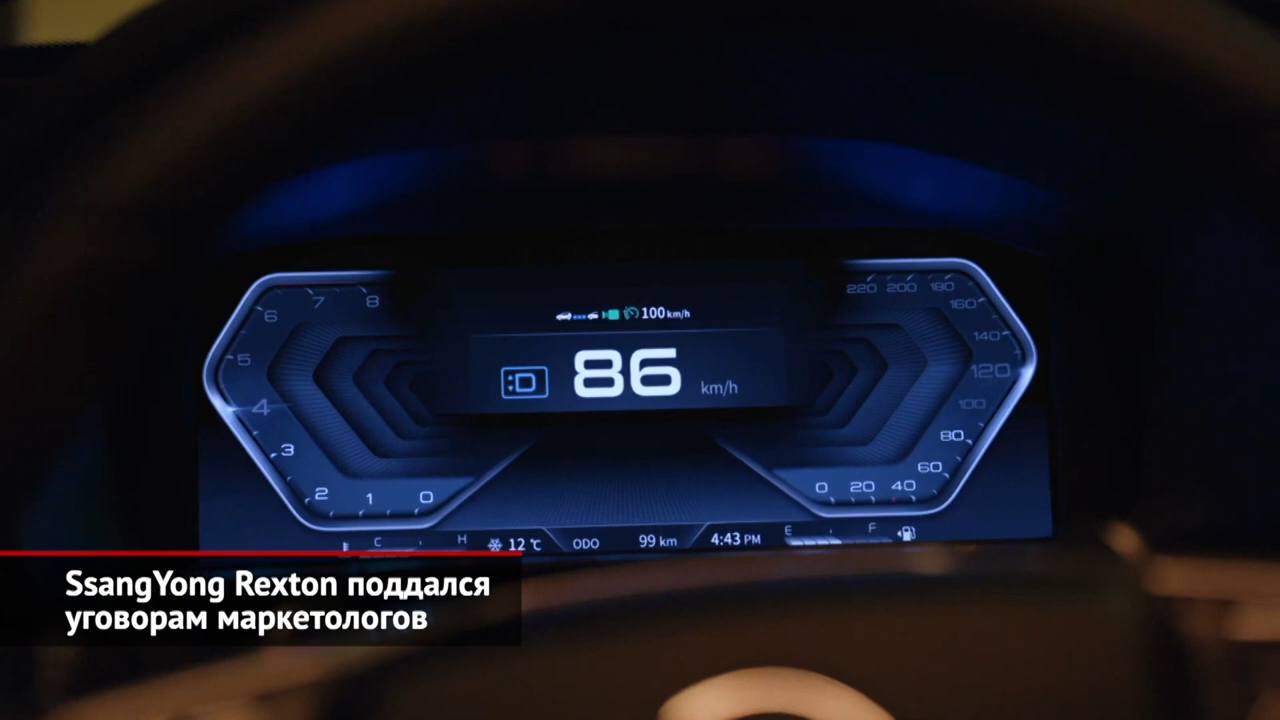 7 8
6
5
4
3
2 1 0
100 km/h
D 86 km/h
220 200 180
160
140
120
100
80
60
0 20 40
C H
12 °C
ODO 99 km
4:43 PM
E F
SsangYong Rexton поддался
уговорам маркетологов